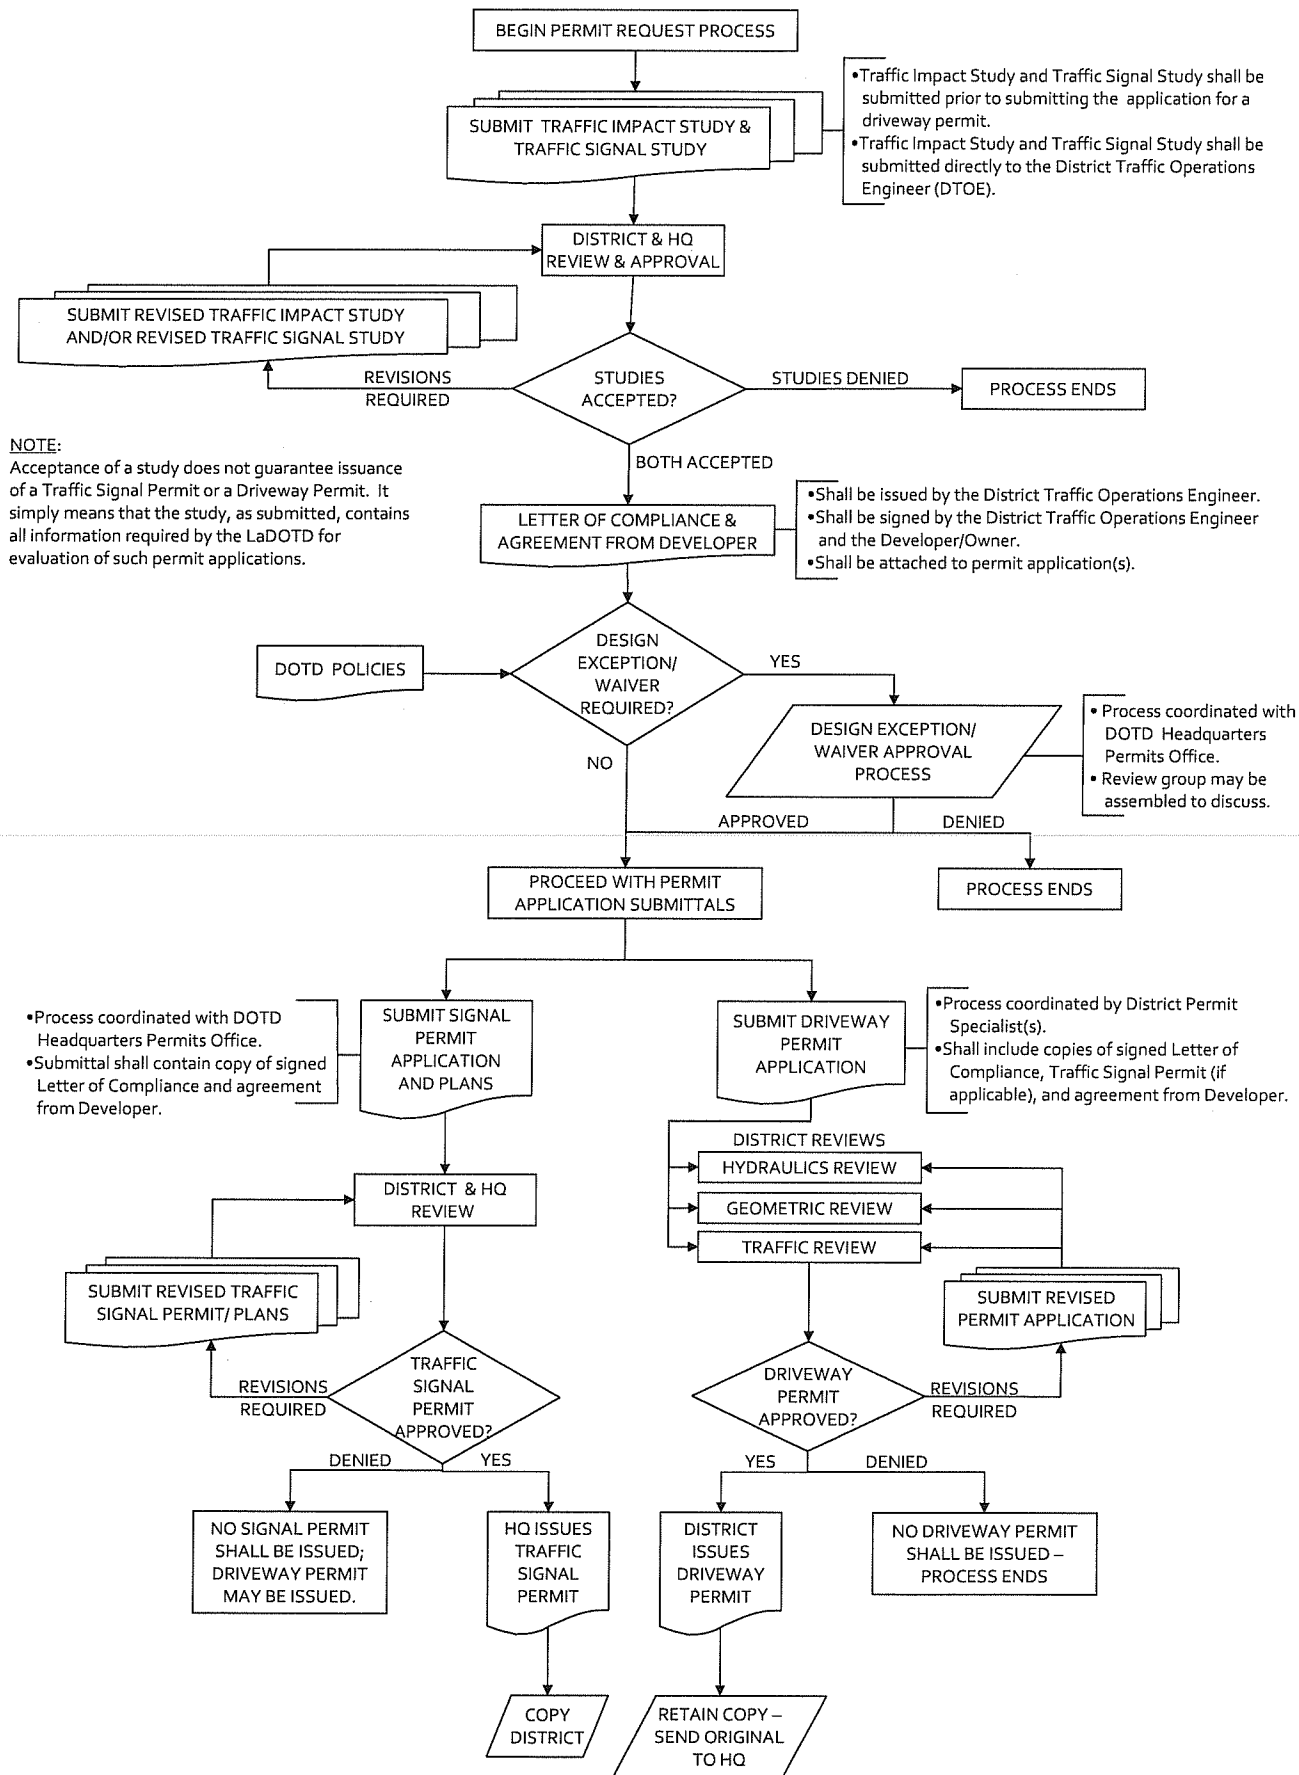 BEGIN PERMIT REQUEST PROCESS
SUBMIT TRAFFIC IMPACT STUDY &
TRAFFIC SIGNAL STUDY
•Traffic Impact Study and Traffic Signal Study shall be
submitted prior to submitting the application for a
driveway permit.
•Traffic Impact Study and Traffic Signal Study shall be
submitted directly to the District Traffic Operations
Engineer (DTOE).
DISTRICT & HQ
REVIEW & APPROVAL
SUBMIT REVISED TRAFFIC IMPACT STUDY
AND/OR REVISED TRAFFIC SIGNAL STUDY
REVISIONS
REQUIRED
STUDIES
ACCEPTED?
STUDIES DENIED
PROCESS ENDS
BOTH ACCEPTED
NOTE:
Acceptance of a study does not guarantee issuance
of a Traffic Signal Permit or a Driveway Permit. It
simply means that the study, as submitted, contains
all information required by the LaDOTD for
evaluation of such permit applications.
LETTER OF COMPLIANCE &
AGREEMENT FROM DEVELOPER
•Shall be issued by the District Traffic Operations Engineer.
•Shall be signed by the District Traffic Operations Engineer
and the Developer/Owner.
•Shall be attached to permit application(s).
DOTD POLICIES
DESIGN
EXCEPTION/
WAIVER
REQUIRED?
YES
NO
DESIGN EXCEPTION/
WAIVER APPROVAL
PROCESS
• Process coordinated with
DOTD Headquarters
Permits Office.
• Review group may be
assembled to discuss.
APPROVED
DENIED
PROCEED WITH PERMIT
APPLICATION SUBMITTALS
PROCESS ENDS
•Process coordinated with DOTD
Headquarters Permits Office.
•Submittal shall contain copy of signed
Letter of Compliance and agreement
from Developer.
SUBMIT SIGNAL
PERMIT
APPLICATION
AND PLANS
SUBMIT DRIVEWAY
PERMIT
APPLICATION
•Process coordinated by District Permit
Specialist(s).
•Shall include copies of signed Letter of
Compliance, Traffic Signal Permit (if
applicable), and agreement from Developer.
DISTRICT & HQ
REVIEW
DISTRICT REVIEWS
HYDRAULICS REVIEW
GEOMETRIC REVIEW
TRAFFIC REVIEW
SUBMIT REVISED TRAFFIC
SIGNAL PERMIT/ PLANS
SUBMIT REVISED
PERMIT APPLICATION
REVISIONS
REQUIRED
TRAFFIC
SIGNAL
PERMIT
APPROVED?
DRIVEWAY
PERMIT
APPROVED?
REVISIONS
REQUIRED
DENIED
YES
YES
DENIED
NO SIGNAL PERMIT
SHALL BE ISSUED;
DRIVEWAY PERMIT
MAY BE ISSUED.
HQ ISSUES
TRAFFIC
SIGNAL
PERMIT
DISTRICT
ISSUES
DRIVEWAY
PERMIT
NO DRIVEWAY PERMIT
SHALL BE ISSUED –
PROCESS ENDS
COPY
DISTRICT
RETAIN COPY –
SEND ORIGINAL
TO HQ